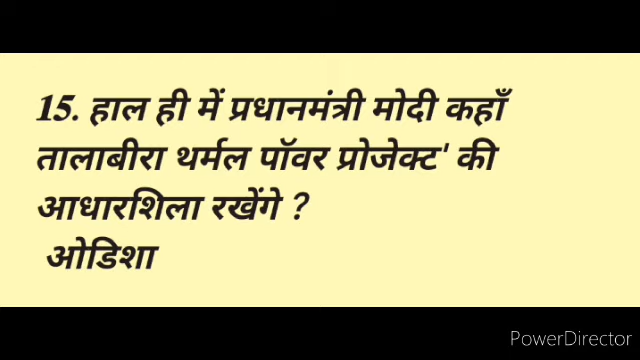 15. हाल ही में प्रधानमंत्री मोदी कहाँ
तालाबीरा थर्मल पॉवर प्रोजेक्ट' की
आधारशिला रखेंगे ?
ओडिशा
PowerDirector